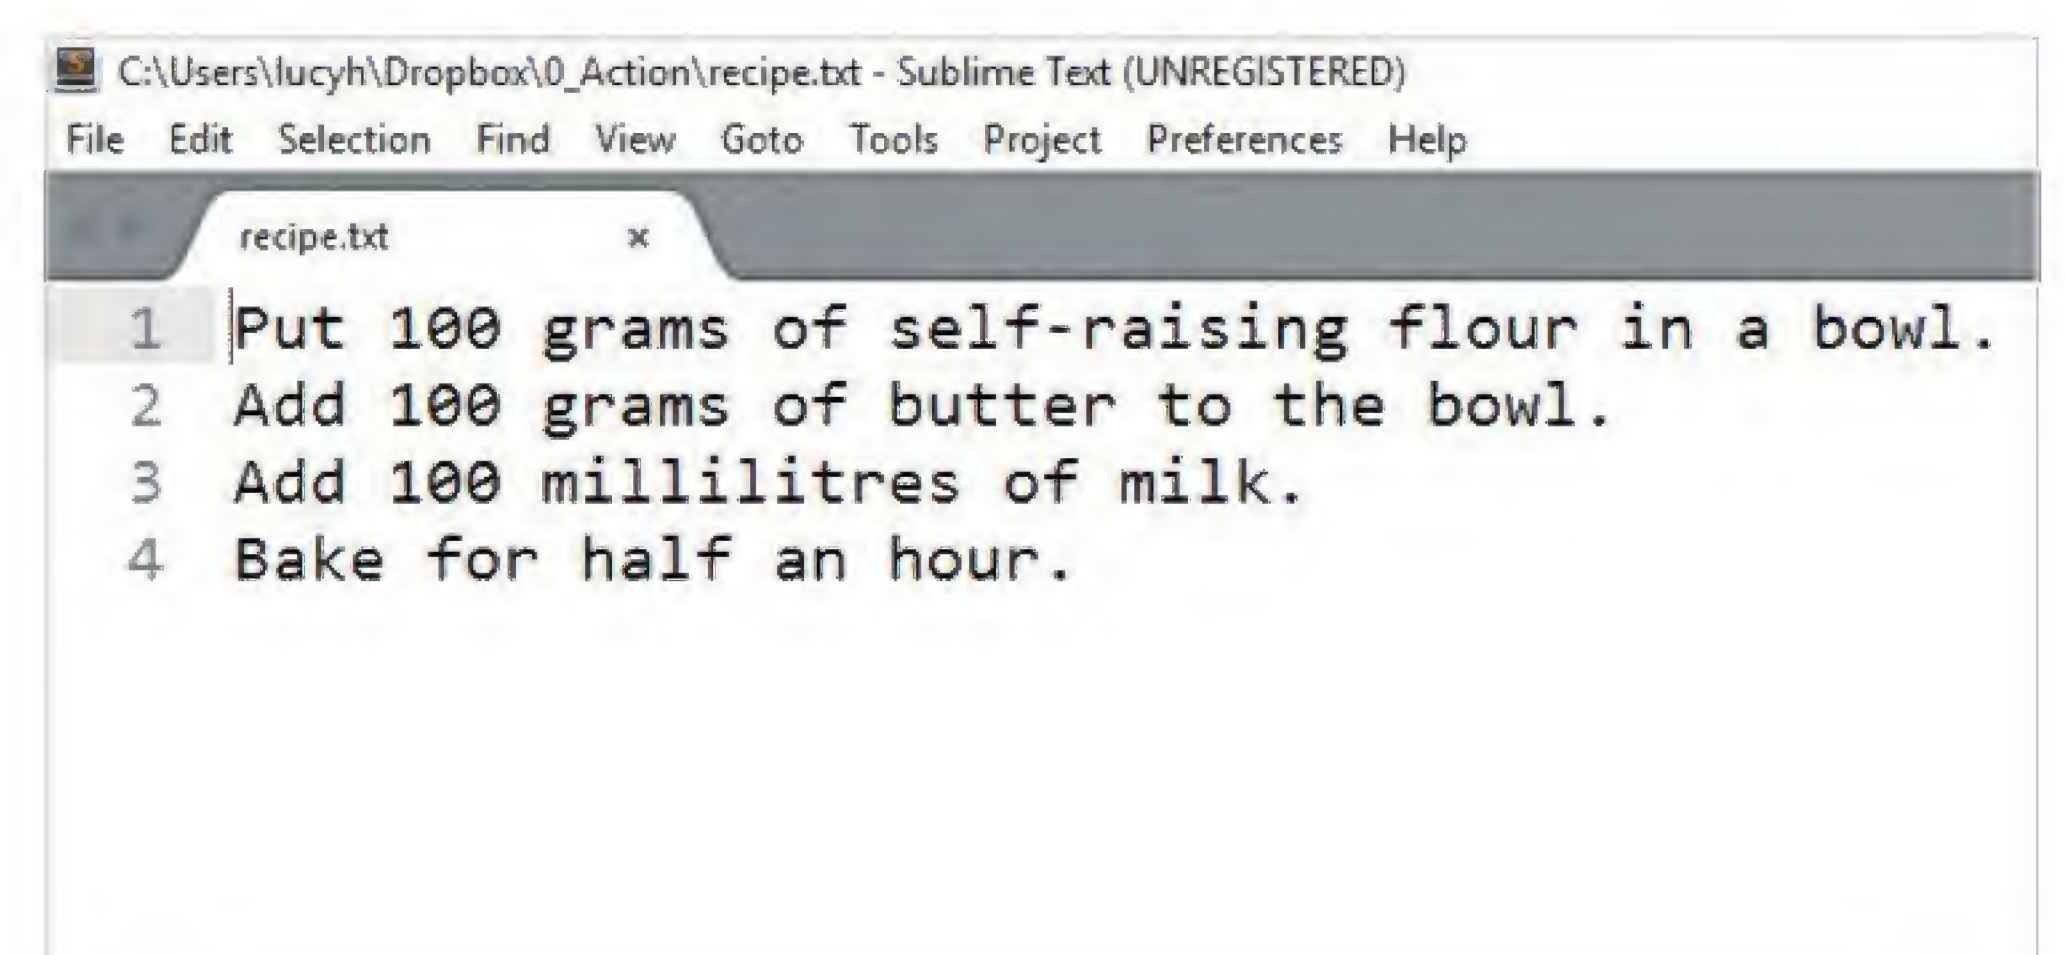 C:\Users\lucyh\Dropbox\0_Action\recipe.txt - Sublime Text (UNREGISTERED)
File Edit Selection Find View Goto Tools Project Preferences Help
recipe.txt ×
1 Put 100 grams of self-raising flour in a bowl.
2 Add 100 grams of butter to the bowl.
3 Add 100 millilitres of milk.
4 Bake for half an hour.